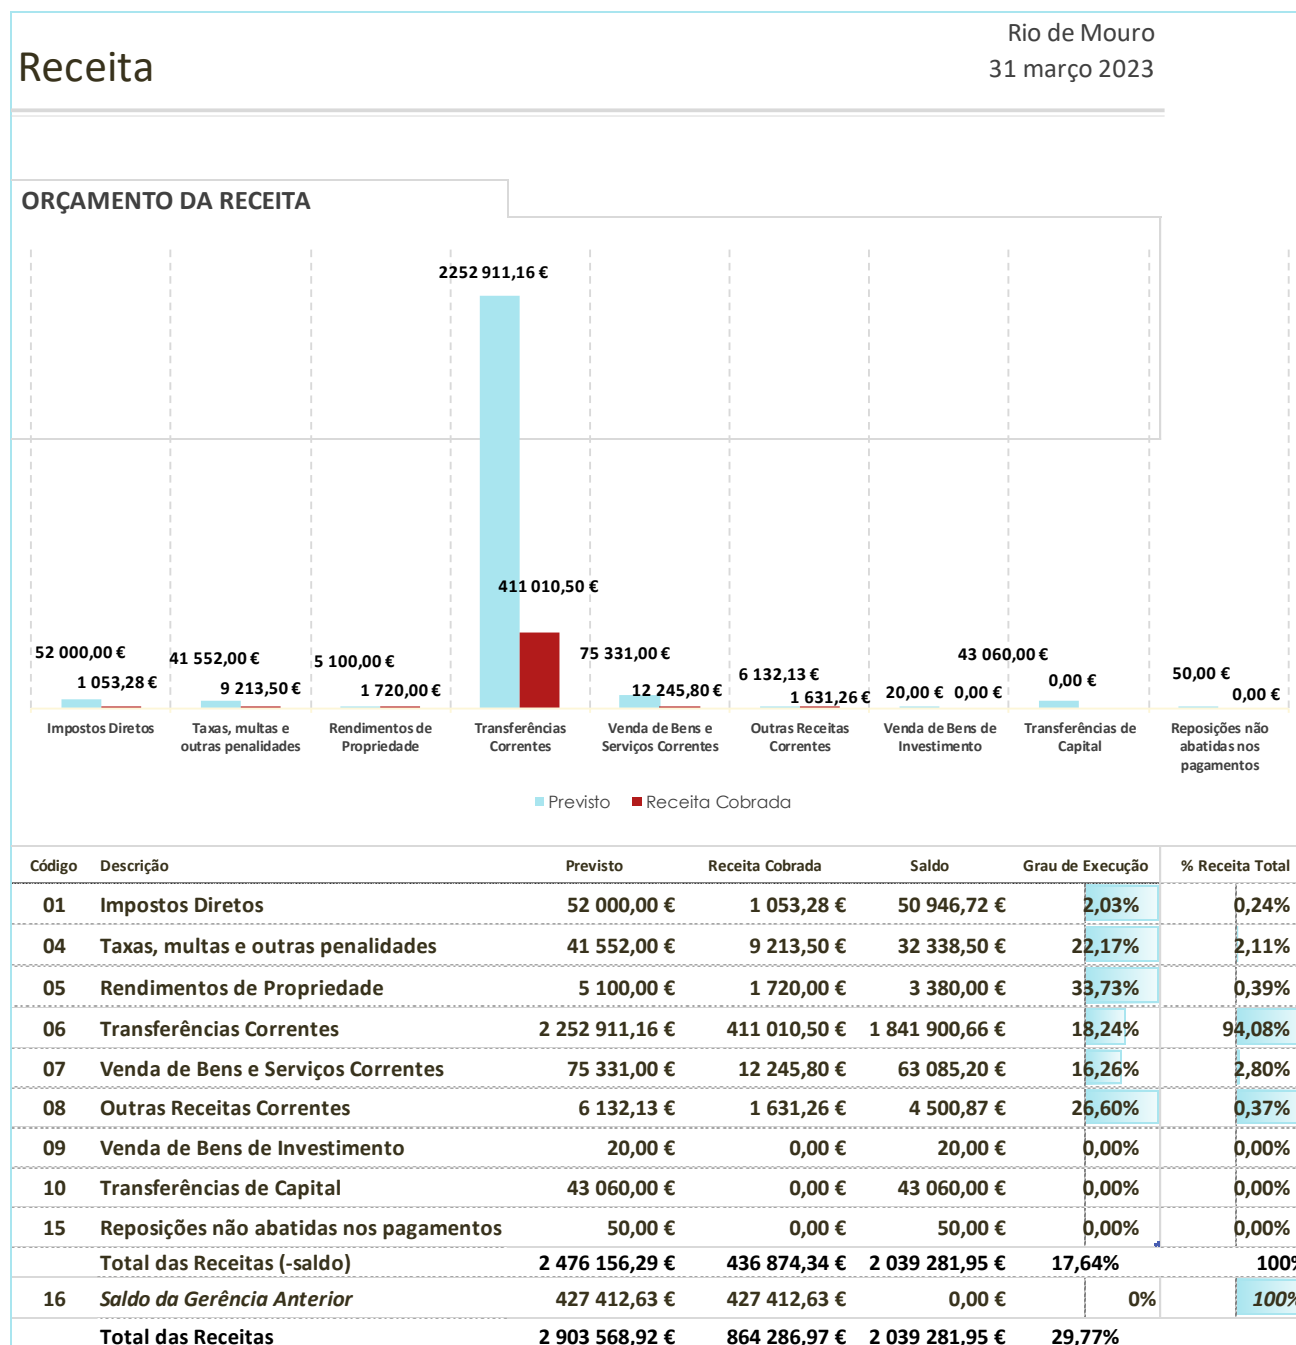 Rio de Mouro
Receita
31 março 2023
ORÇAMENTO DA RECEITA
2252 911,16 €
411 010,50 €
52 000,00 €
41 552,00 €
5 100,00 €
75 331,00 €
6 132,13 €
43 060,00 €
50,00 €
1 053,28 €
9 213,50 €
1 720,00 €
12 245,80 €
1 631,26 €
20,00 €
0,00 €
0,00 €
0,00 €
Impostos Diretos
Taxas, multas e
outras penalidades
Rendimentos de
Propriedade
Transferências
Correntes
Venda de Bens e
Serviços Correntes
Outras Receitas
Correntes
Venda de Bens de
Investimento
Transferências de
Capital
Reposições não
abatidas nos
pagamentos
Previsto Receita Cobrada
Código Descrição Previsto Receita Cobrada Saldo Grau de Execução % Receita Total
01 Impostos Diretos 52 000,00 € 1 053,28 € 50 946,72 € 2,03% 0,24%
04 Taxas, multas e outras penalidades 41 552,00 € 9 213,50 € 32 338,50 € 22,17% 2,11%
05 Rendimentos de Propriedade 5 100,00 € 1 720,00 € 3 380,00 € 33,73% 0,39%
06 Transferências Correntes 2 252 911,16 € 411 010,50 € 1 841 900,66 € 18,24% 94,08%
07 Venda de Bens e Serviços Correntes 75 331,00 € 12 245,80 € 63 085,20 € 16,26% 2,80%
08 Outras Receitas Correntes 6 132,13 € 1 631,26 € 4 500,87 € 26,60% 0,37%
09 Venda de Bens de Investimento 20,00 € 0,00 € 20,00 € 0,00% 0,00%
10 Transferências de Capital 43 060,00 € 0,00 € 43 060,00 € 0,00% 0,00%
15 Reposições não abatidas nos pagamentos 50,00 € 0,00 € 50,00 € 0,00% 0,00%
Total das Receitas (-saldo) 2 476 156,29 € 436 874,34 € 2 039 281,95 € 17,64% 100%
16 Saldo da Gerência Anterior 427 412,63 € 427 412,63 € 0,00 € 0% 100%
Total das Receitas 2 903 568,92 € 864 286,97 € 2 039 281,95 € 29,77%